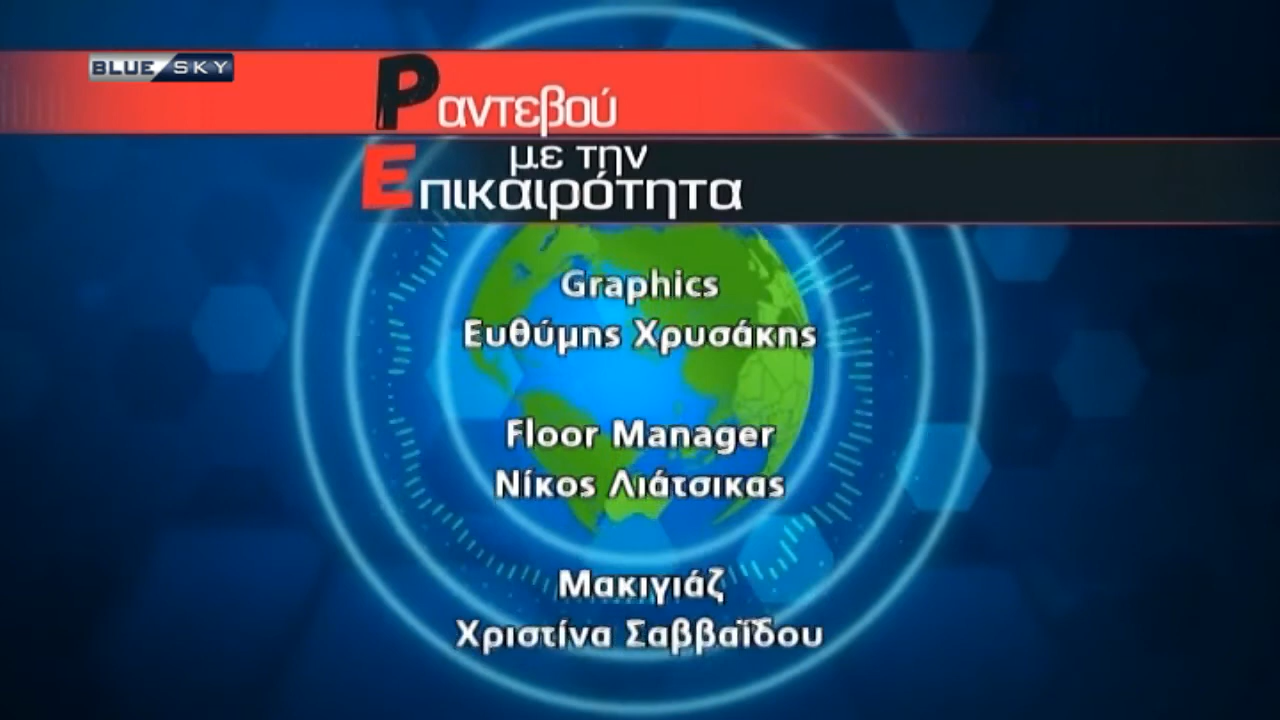 BLUE SKY
Ραντεβού
με την
Επικαιρότητα
Graphics
Ευθύμης Χρυσάκης
Floor Manager
Νίκος Λιάτσικας
Μακιγιάζ
Χριστίνα Σαββαΐδου